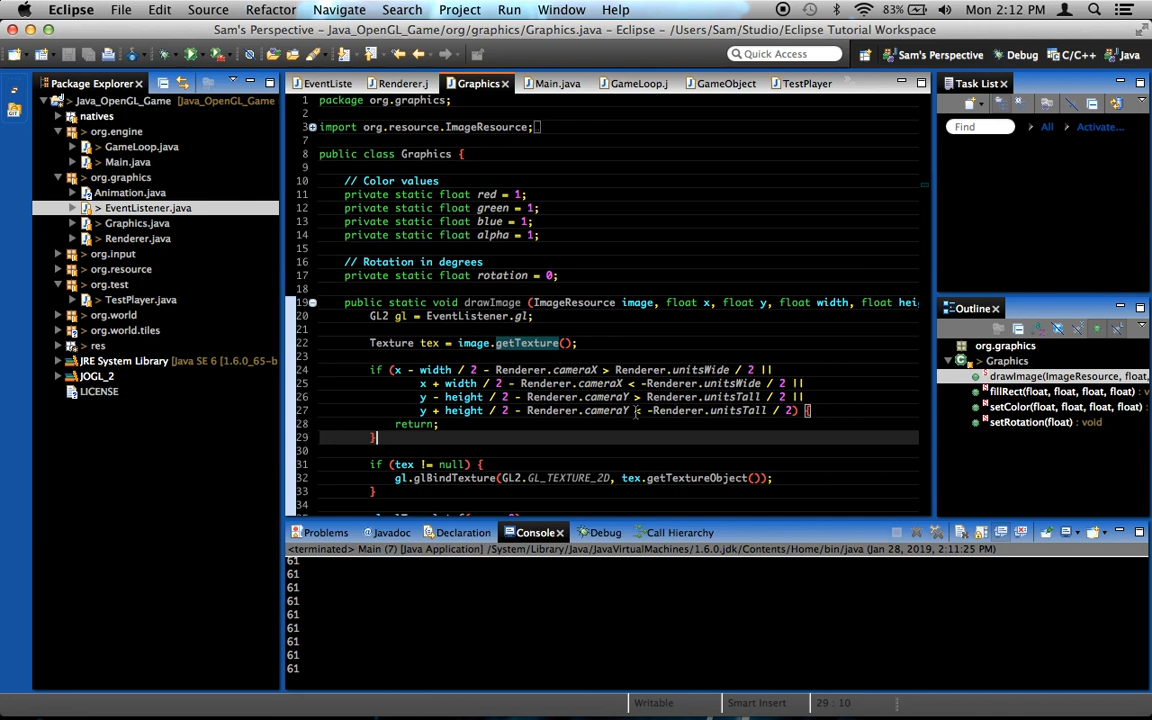 Eclipse File Edit Source Refactor Navigate Search Project Run Window Help 83% Mon 2:12 PM
Sam's Perspective - Java_OpenGL_Game/org/graphics/Graphics.java - Eclipse - /Users/Sam/Studio/Eclipse Tutorial Workspace
Quick Access Sam's Perspective Debug C/C++ Java
Package Explorer
Java_OpenGL_Game [Java_OpenGL_Game
natives
> org.engine
> GameLoop.java
> Main.java
> org.graphics
Animation.java
> EventListener.java
> Graphics.java
> Renderer.java
> org.input
> org.resource
> org.test
> TestPlayer.java
> org.world
> org.world.tiles
> res
JRE System Library [Java SE 6 [1.6.0_65-b
JOGL_2
LICENSE
EventListe Renderer.j Graphics Main.java GameLoop.j GameObject TestPlayer
1 package org.graphics;
2
3 import org.resource.ImageResource;
7
8 public class Graphics {
9
10 // Color values
11 private static float red = 1;
12 private static float green = 1;
13 private static float blue = 1;
14 private static float alpha = 1;
15
16 // Rotation in degrees
17 private static float rotation = 0;
18
19 public static void drawImage (ImageResource image, float x, float y, float width, float hei
20 GL2 gl = EventListener.gl;
21
22 Texture tex = image.getTexture();
23
24 if (x - width / 2 - Renderer.cameraX > Renderer.unitsWide / 2 ||
25 x + width / 2 - Renderer.cameraX < -Renderer.unitsWide / 2 ||
26 y - height / 2 - Renderer.cameraY > Renderer.unitsTall / 2 ||
27 y + height / 2 - Renderer.cameraY < -Renderer.unitsTall / 2) {
28 return;
29 }
30
31 if (tex != null) {
32 gl.glBindTexture(GL2.GL_TEXTURE_2D, tex.getTextureObject());
33 }
34
Task List
Find All Activate...
Outline
org.graphics
> Graphics
drawImage(ImageResource, float,
fillRect(float, float, float, float)
setColor(float, float, float, float)
setRotation(float) : void
Problems Javadoc Declaration Console Debug Call Hierarchy
<terminated> Main (7) [Java Application] /System/Library/Java/JavaVirtualMachines/1.6.0.jdk/Contents/Home/bin/java (Jan 28, 2019, 2:11:25 PM)
61
61
61
61
61
61
61
61
61
Writable Smart Insert 29 : 10